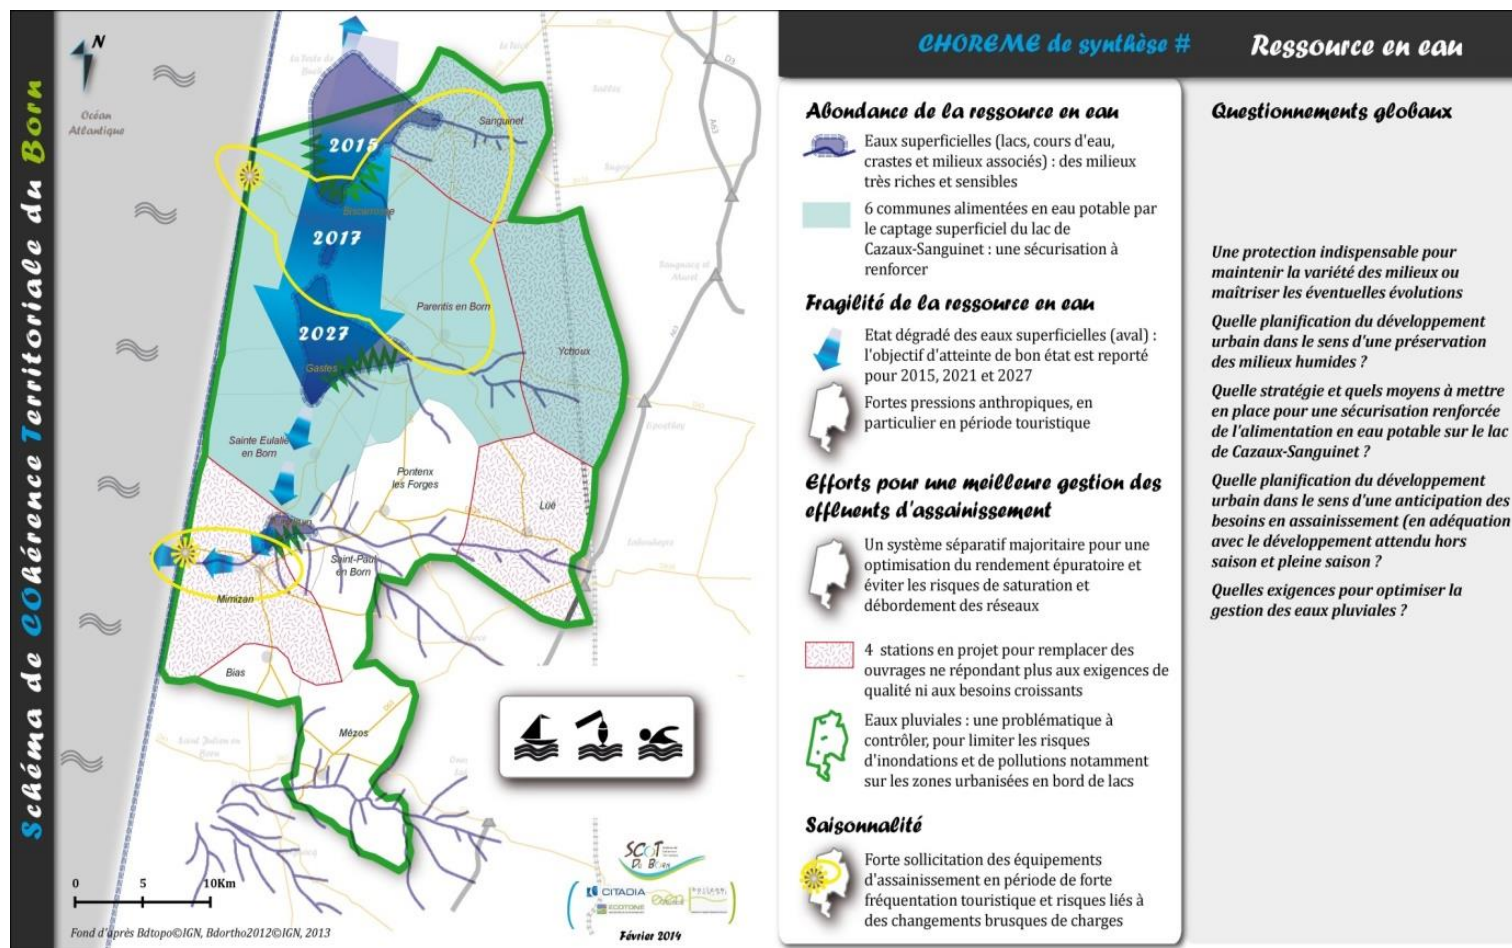 Schéma de COhérence Territoriale du Born
N
Océan
Atlantique
La Teste de
Buch
Sanguinet
2015
Biscarrosse
2017
Parentis en Born
2027
Gastes
Ychoux
Sainte Eulalie
en Born
Pontenx
les Forges
Lüe
Saint-Paul
en Born
Mimizan
Bias
Mézos
Saint Julien en
Born
D3
A63
A63
0 5 10Km
Fond d'après Bdtopo©IGN, Bdortho2012©IGN, 2013
SCOT
DU BORN
CITADIA
ECOTONE
Février 2014
CHOREME de synthèse #
Ressource en eau
Abondance de la ressource en eau
Eaux superficielles (lacs, cours d'eau,
crastes et milieux associés) : des milieux
très riches et sensibles
6 communes alimentées en eau potable par
le captage superficiel du lac de
Cazaux-Sanguinet : une sécurisation à
renforcer
Fragilité de la ressource en eau
Etat dégradé des eaux superficielles (aval) :
l'objectif d'atteinte de bon état est reporté
pour 2015, 2021 et 2027
Fortes pressions anthropiques, en
particulier en période touristique
Efforts pour une meilleure gestion des
effluents d'assainissement
Un système séparatif majoritaire pour une
optimisation du rendement épuratoire et
éviter les risques de saturation et
débordement des réseaux
4 stations en projet pour remplacer des
ouvrages ne répondant plus aux exigences de
qualité ni aux besoins croissants
Eaux pluviales : une problématique à
contrôler, pour limiter les risques
d'inondations et de pollutions notamment
sur les zones urbanisées en bord de lacs
Saisonnalité
Forte sollicitation des équipements
d'assainissement en période de forte
fréquentation touristique et risques liés à
des changements brusques de charges
Questionnements globaux
Une protection indispensable pour
maintenir la variété des milieux ou
maîtriser les éventuelles évolutions
Quelle planification du développement
urbain dans le sens d'une préservation
des milieux humides ?
Quelle stratégie et quels moyens à mettre
en place pour une sécurisation renforcée
de l'alimentation en eau potable sur le lac
de Cazaux-Sanguinet ?
Quelle planification du développement
urbain dans le sens d'une anticipation des
besoins en assainissement (en adéquation
avec le développement attendu hors
saison et pleine saison ?
Quelles exigences pour optimiser la
gestion des eaux pluviales ?